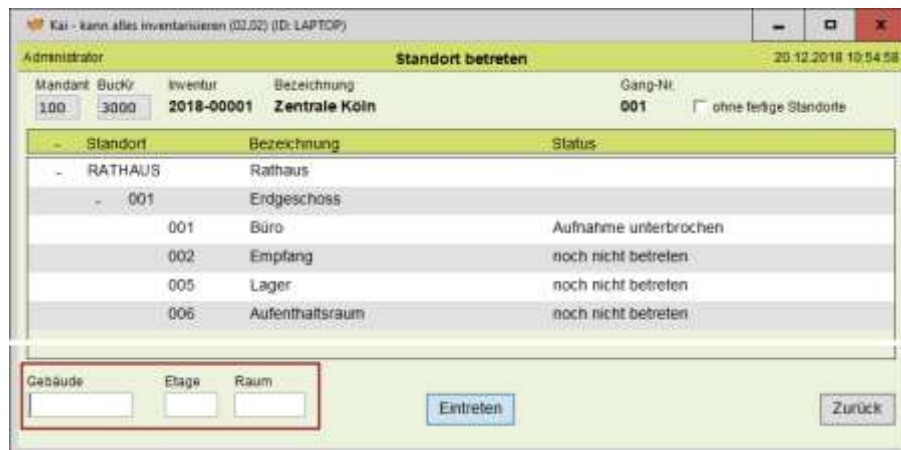 Kai - kann alles inventarisieren (02.02) (ID: LAPTOP)
Administrator Standort betreten 20.12.2018 10:54:58
Mandant BucKr Inventur Bezeichnung Gang-Nr.
100 3000 2018-00001 Zentrale Köln 001 ohne fertige Standorte
- Standort Bezeichnung Status
- RATHAUS Rathaus
- 001 Erdgeschoss
001 Büro Aufnahme unterbrochen
002 Empfang noch nicht betreten
005 Lager noch nicht betreten
006 Aufenthaltsraum noch nicht betreten
Gebäude Etage Raum
Eintreten Zurück